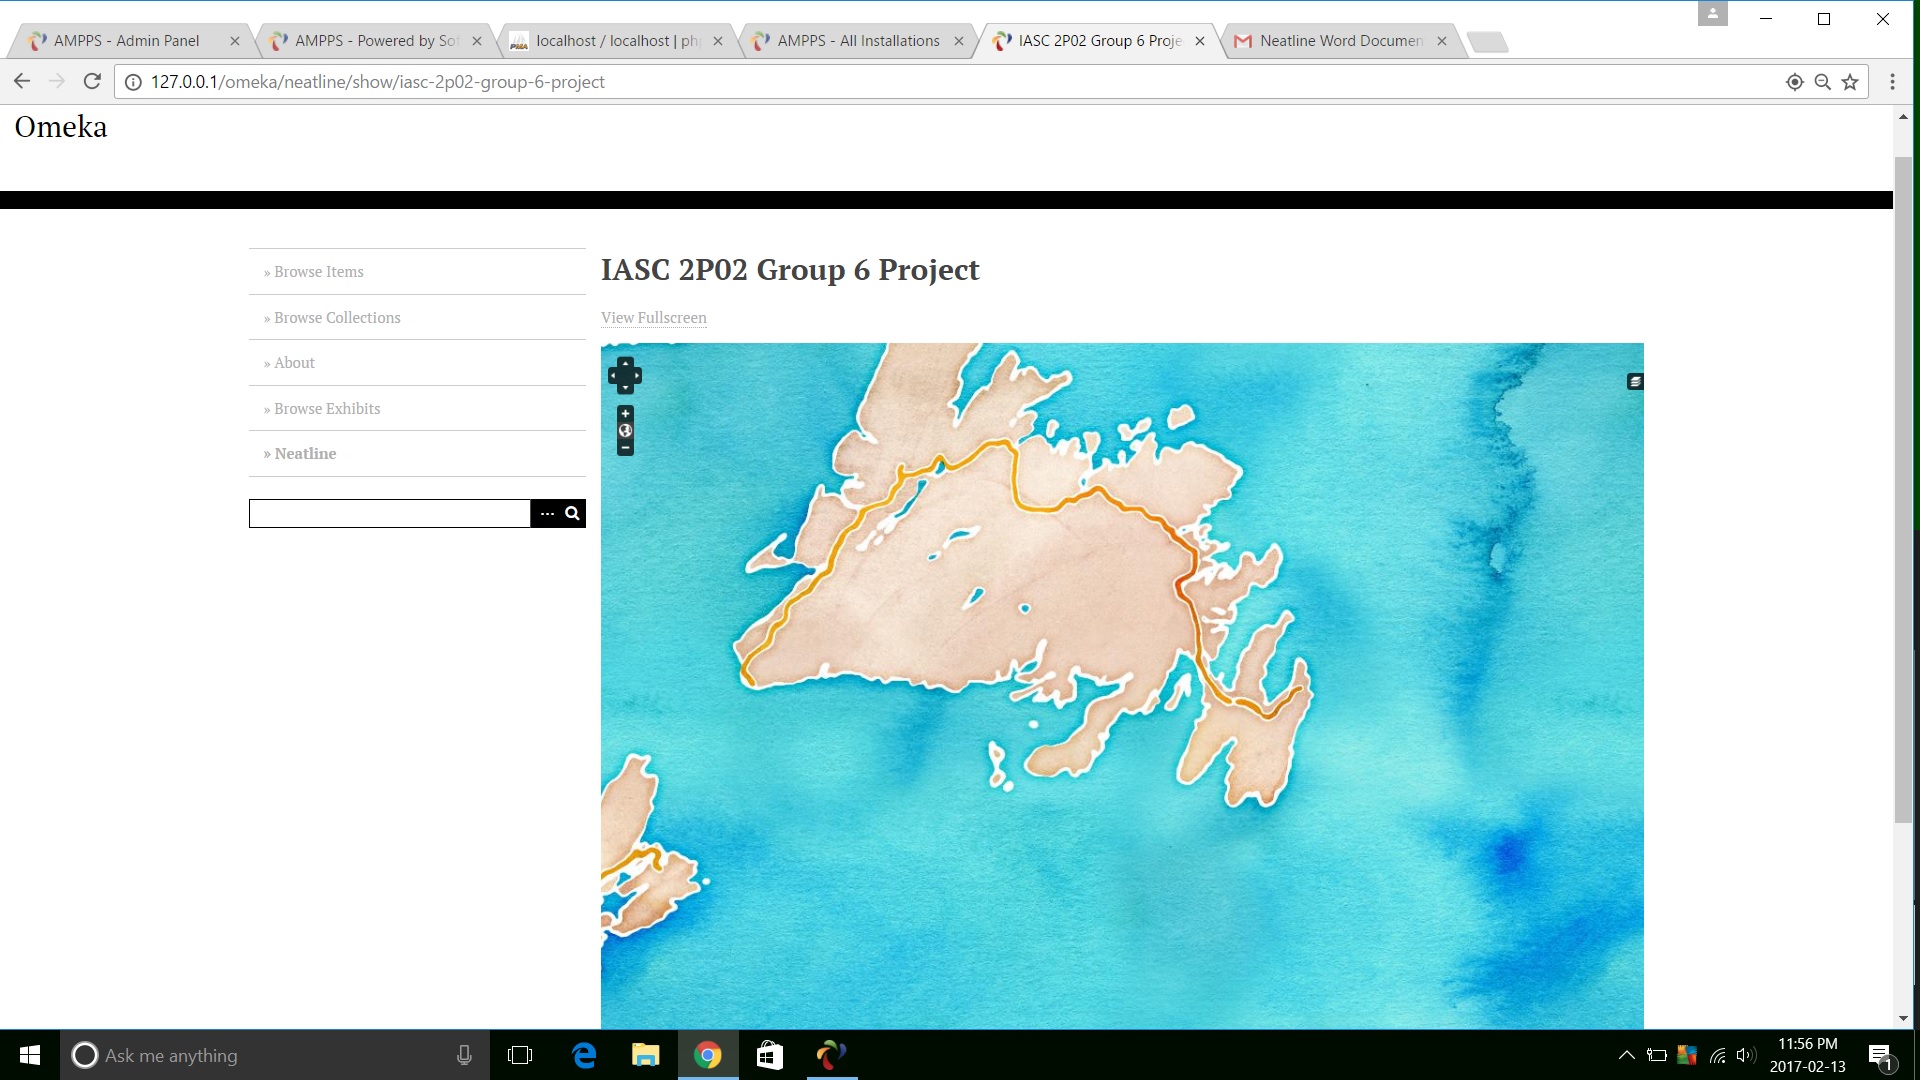 AMPPS - Admin Panel
AMPPS - Powered by Sof
localhost / localhost | php
AMPPS - All Installations
IASC 2P02 Group 6 Proje
Neatline Word Documen
127.0.0.1/omeka/neatline/show/iasc-2p02-group-6-project
Omeka
» Browse Items
» Browse Collections
» About
» Browse Exhibits
» Neatline
IASC 2P02 Group 6 Project
View Fullscreen
Ask me anything
11:56 PM
2017-02-13
1